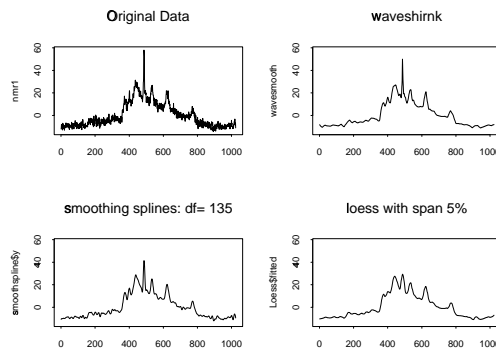 Original Data
nmr1
60
40
20
0
0 200 400 600 800 1000
waveshirnk
wavesmooth
60
40
20
0
0 200 400 600 800 1000
smoothing splines: df= 135
smoothspline$y
60
40
20
0
0 200 400 600 800 1000
loess with span 5%
Loess$fitted
60
40
20
0
0 200 400 600 800 1000